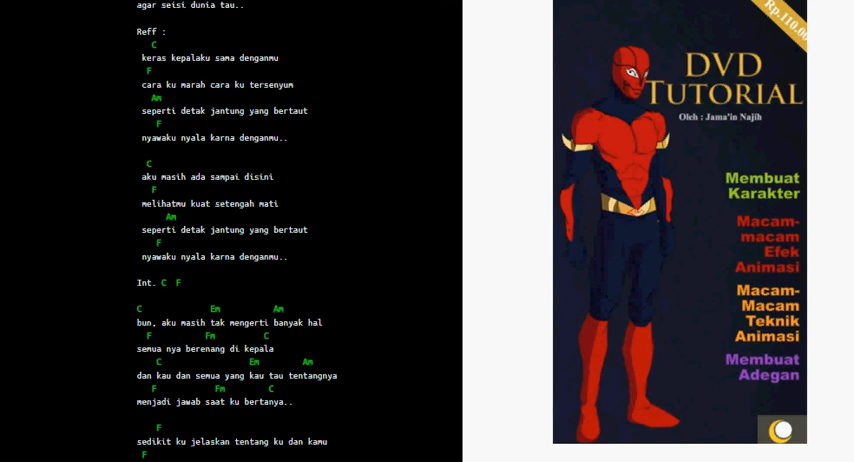 agar seisi dunia tau..
Reff :
C
keras kepalaku sama denganmu
F
cara ku marah cara ku tersenyum
Am
seperti detak jantung yang bertaut
F
nyawaku nyala karna denganmu..
C
aku masih ada sampai disini
F
melihatmu kuat setengah mati
Am
seperti detak jantung yang bertaut
F
nyawaku nyala karna denganmu..
Int. C F
C Em Am
bun, aku masih tak mengerti banyak hal
F Fm C
semua nya berenang di kepala
C Em Am
dan kau dan semua yang kau tau tentangnya
F Fm C
menjadi jawab saat ku bertanya..
F
sedikit ku jelaskan tentang ku dan kamu
F
DVD
TUTORIAL
Oleh : Jama'in Najih
Membuat
Karakter
Macam-
macam
Efek
Animasi
Macam-
Macam
Teknik
Animasi
Membuat
Adegan